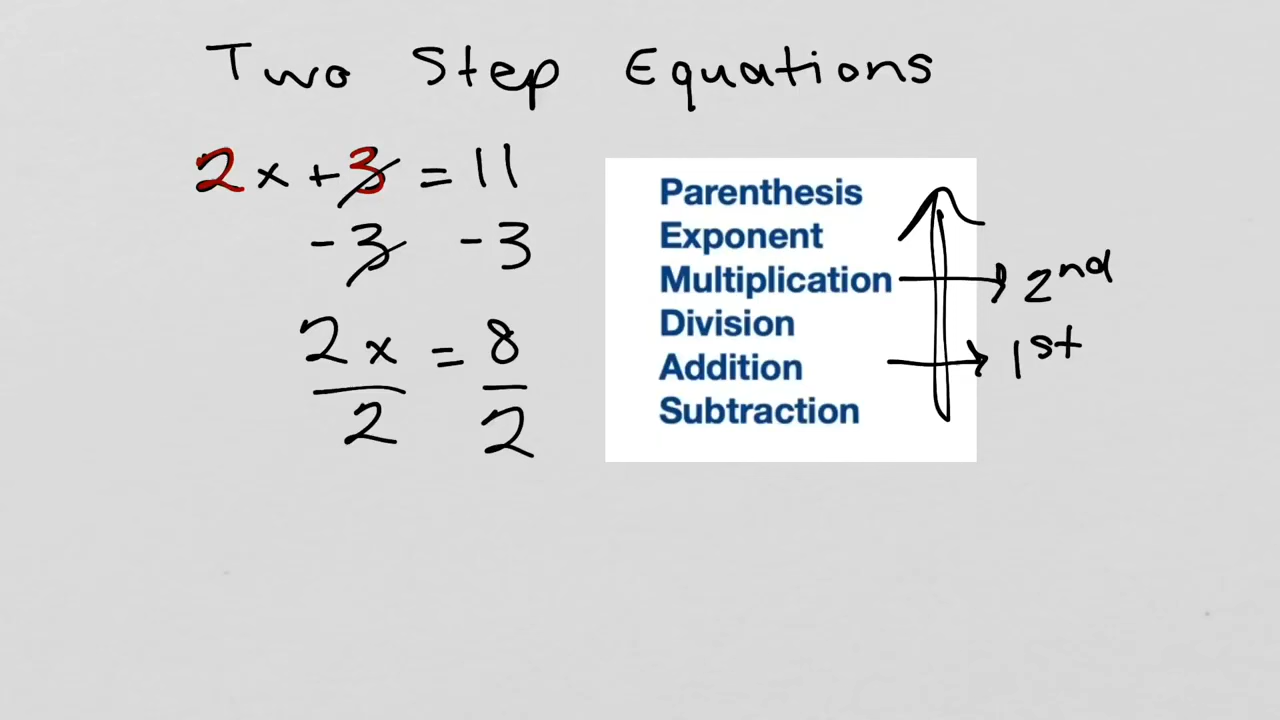 Two Step Equations
2x + 3 = 11
- 3 - 3
2x = 8
2 2
Parenthesis
Exponent
Multiplication
Division
Addition
Subtraction
2nd
1st